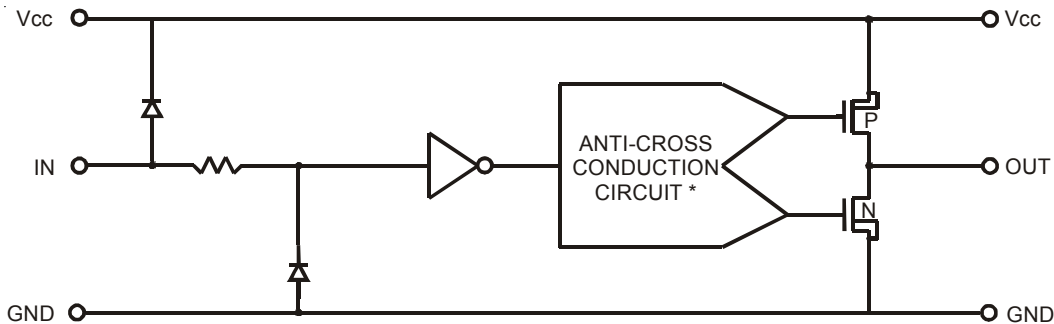 Vcc
Vcc
P
IN
ANTI-CROSS
CONDUCTION
CIRCUIT *
OUT
N
GND
GND